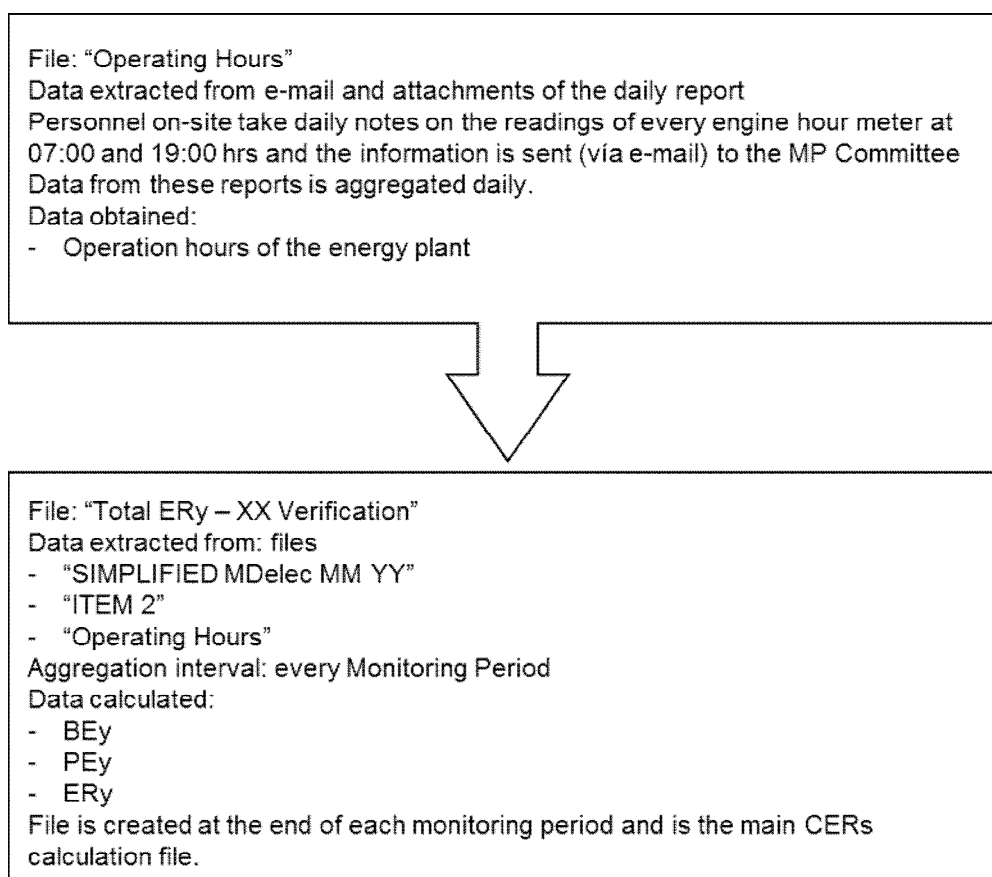 File: “Operating Hours”
Data extracted from e-mail and attachments of the daily report
Personnel on-site take daily notes on the readings of every engine hour meter at
07:00 and 19:00 hrs and the information is sent (vía e-mail) to the MP Committee
Data from these reports is aggregated daily.
Data obtained:
- Operation hours of the energy plant
File: “Total ERy – XX Verification”
Data extracted from: files
- “SIMPLIFIED MDelec MM YY”
- “ITEM 2”
- “Operating Hours”
Aggregation interval: every Monitoring Period
Data calculated:
- BEy
- PEy
- ERy
File is created at the end of each monitoring period and is the main CERs
calculation file.